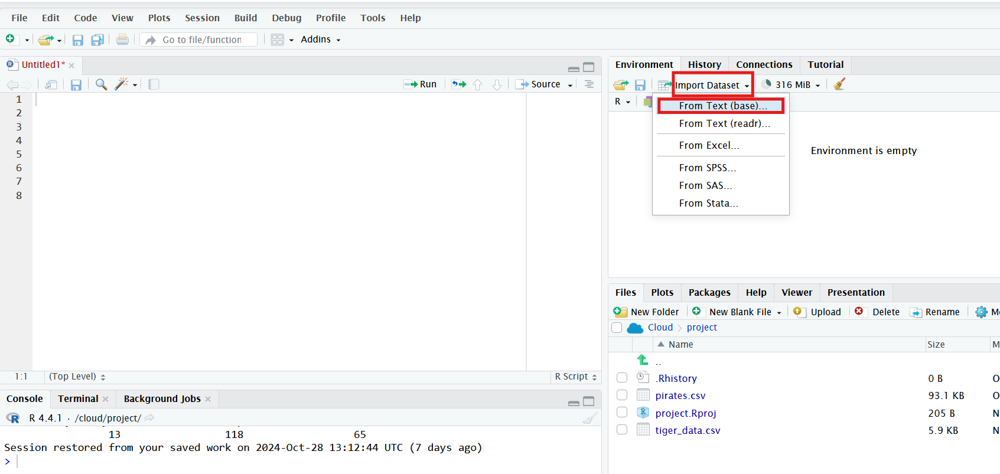 File Edit Code View Plots Session Build Debug Profile Tools Help
Go to file/function Addins
Untitled1*
Run Source
1
2
3
4
5
6
7
8
1:1 (Top Level) R Script
Console Terminal Background Jobs
R 4.4.1 · /cloud/project/
13 118 65
Session restored from your saved work on 2024-Oct-28 13:12:44 UTC (7 days ago)
>
Environment History Connections Tutorial
Import Dataset 316 MiB
R
From Text (base)...
From Text (readr)...
From Excel...
From SPSS...
From SAS...
From Stata...
Environment is empty
Files Plots Packages Help Viewer Presentation
New Folder New Blank File Upload Delete Rename
Cloud project
Name Size
..
.Rhistory 0 B
pirates.csv 93.1 KB
project.Rproj 205 B
tiger_data.csv 5.9 KB